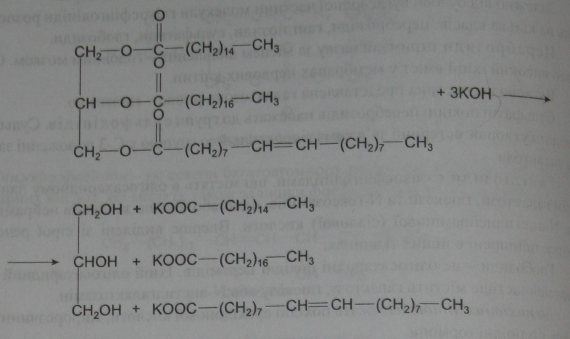 O
CH₂—O—C—(CH₂)₁₄—CH₃
O
CH—O—C—(CH₂)₁₆—CH₃ + 3KOH ⟶
O
CH₂—O—C—(CH₂)₇—CH=CH—(CH₂)₇—CH₃
CH₂OH + KOOC—(CH₂)₁₄—CH₃
⟶ CHOH + KOOC—(CH₂)₁₆—CH₃
CH₂OH + KOOC—(CH₂)₇—CH=CH—(CH₂)₇—CH₃